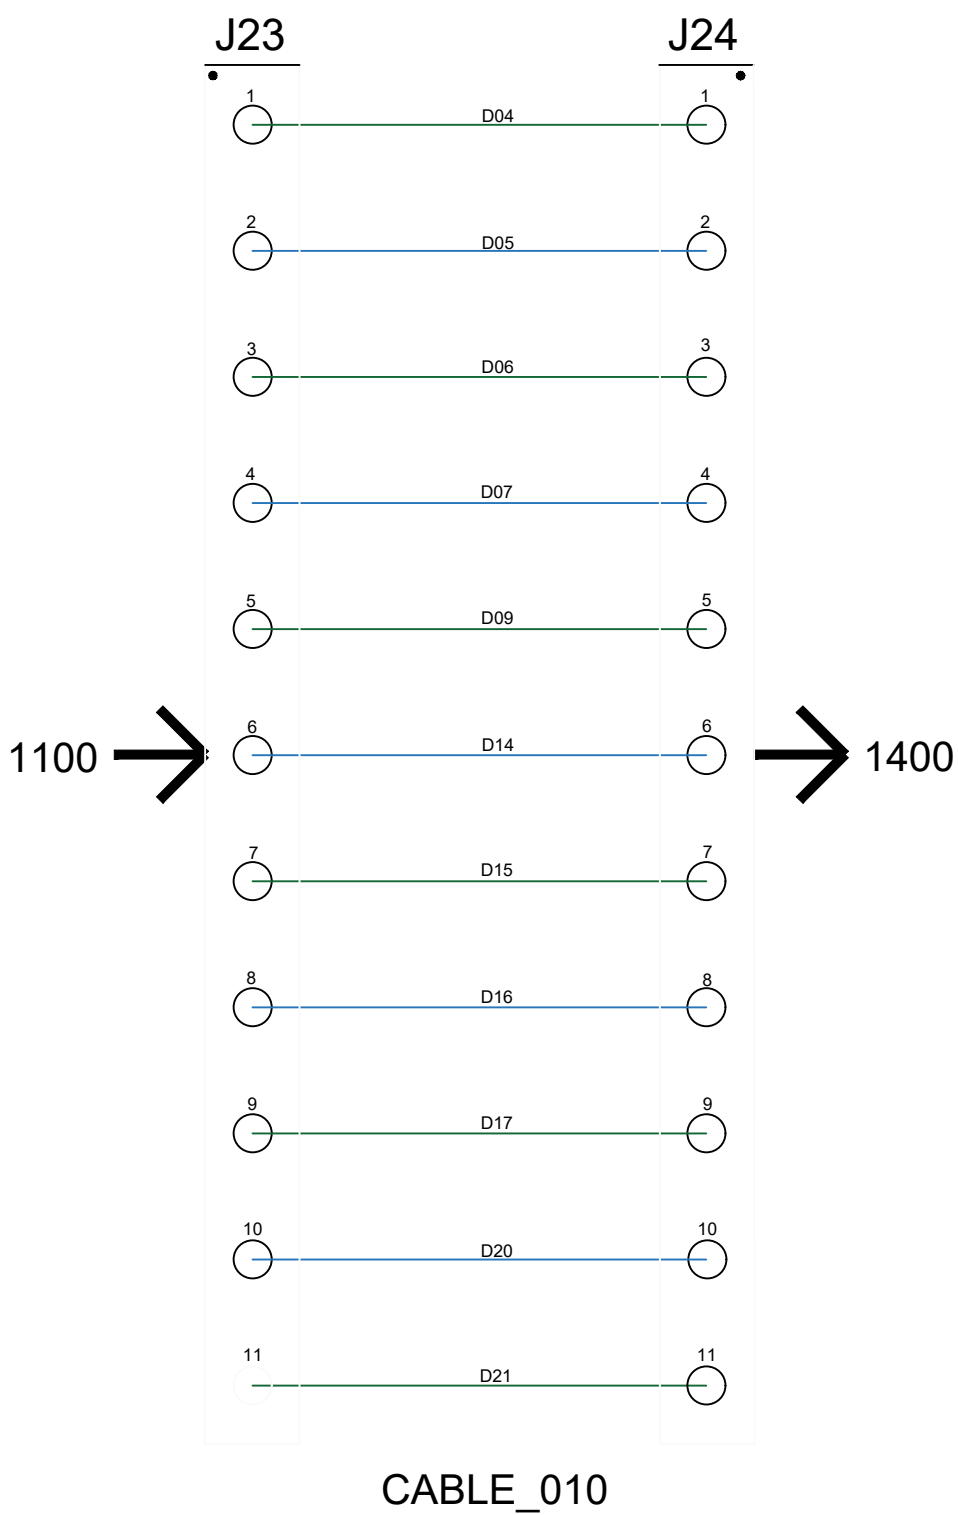 J23 J24
1 D04 1
2 D05 2
3 D06 3
4 D07 4
5 D09 5
1100 6 D14 6 1400
7 D15 7
8 D16 8
9 D17 9
10 D20 10
11 D21 11
CABLE_010